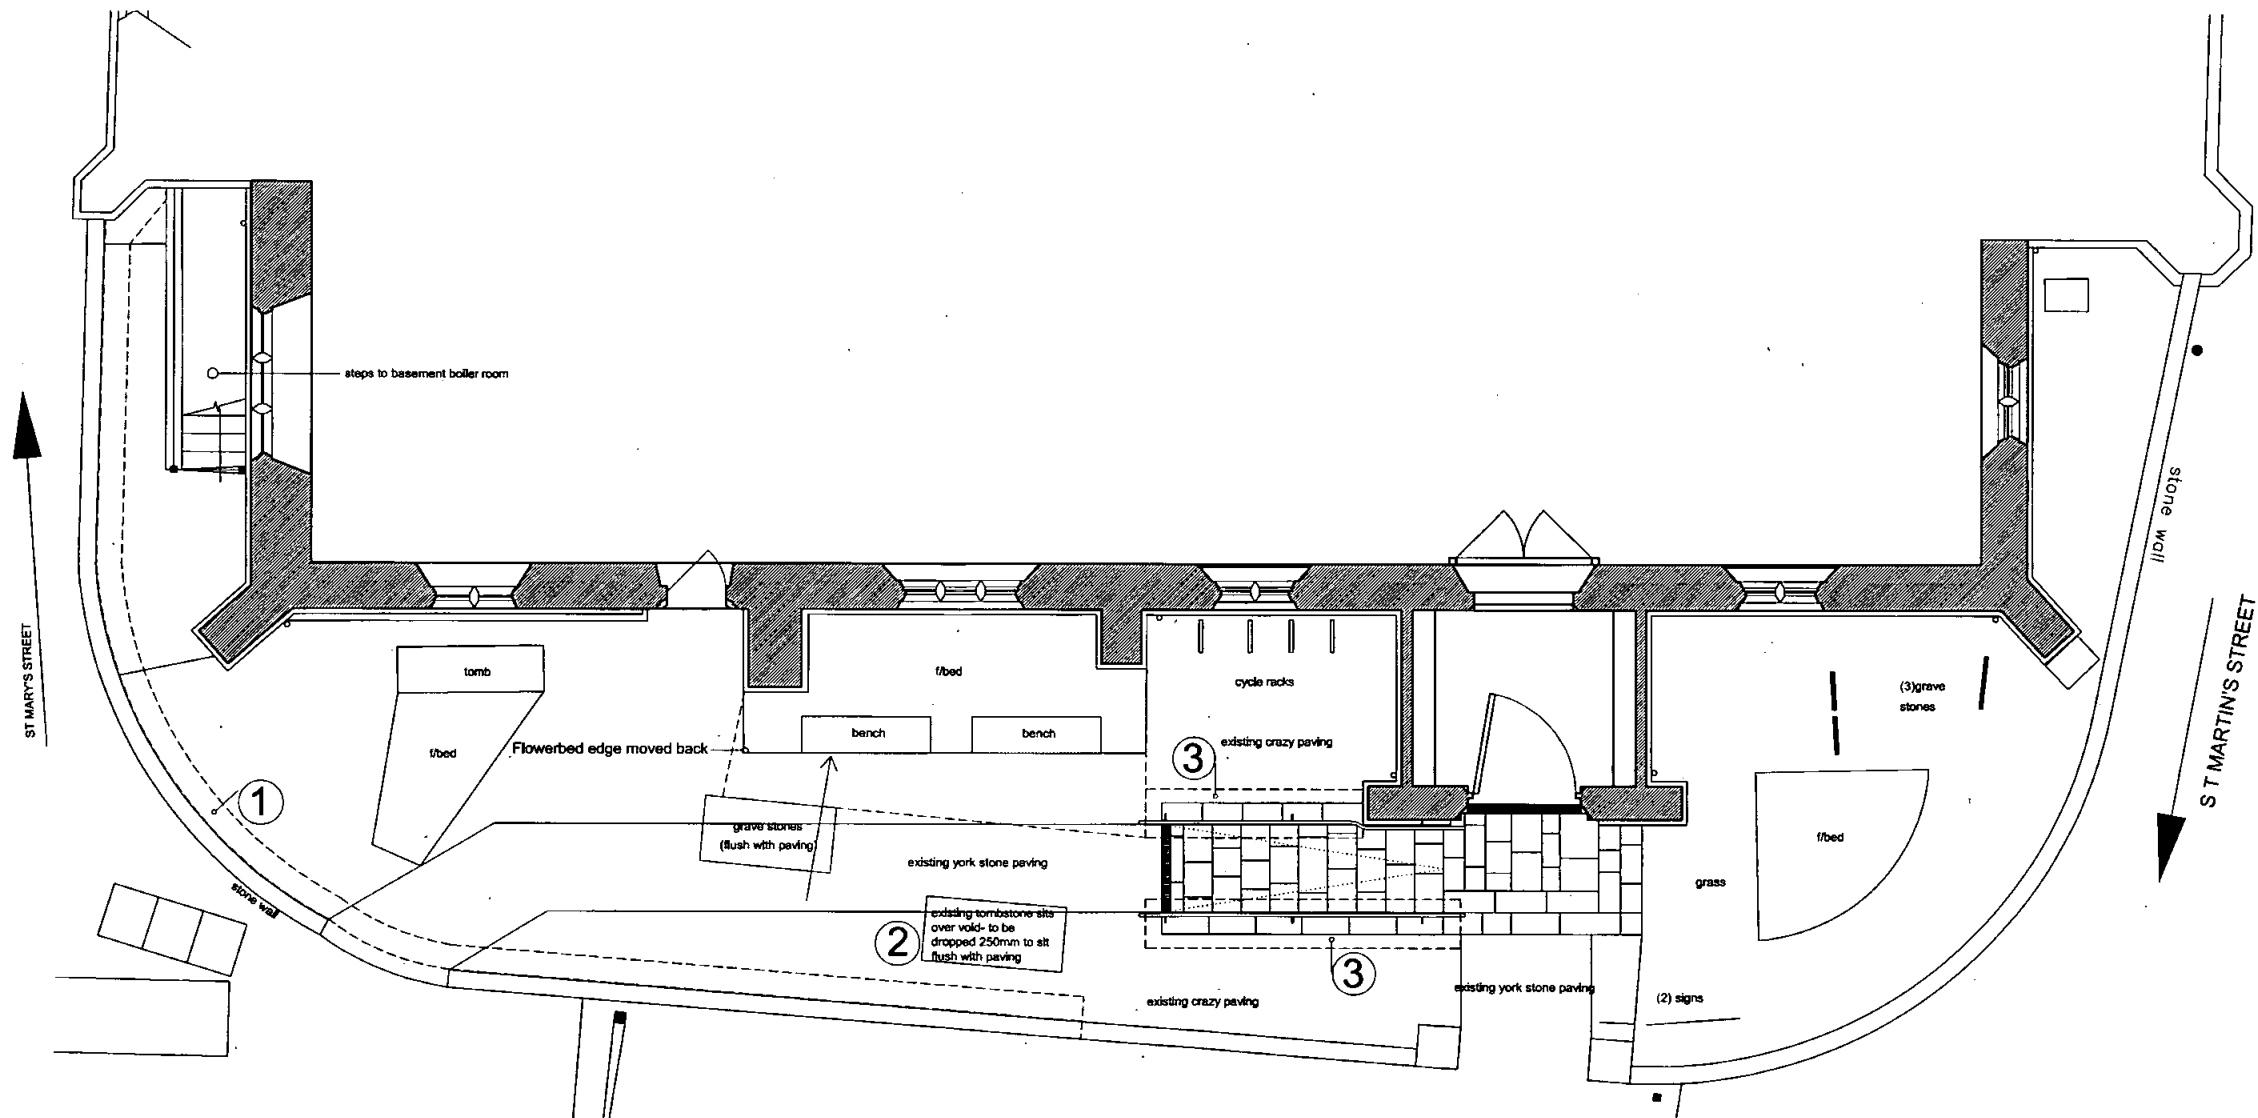 steps to basement boiler room
ST MARY'S STREET
stone wall
ST MARTIN'S STREET
tomb
f/bed
f/bed
bench
bench
Flowerbed edge moved back
cycle racks
existing crazy paving
(3)grave
stones
3
1
grave stones
(flush with paving)
existing york stone paving
f/bed
grass
stone wall
2
existing tombstone sits
over void- to be
dropped 250mm to sit
flush with paving
3
existing crazy paving
existing york stone paving
(2) signs